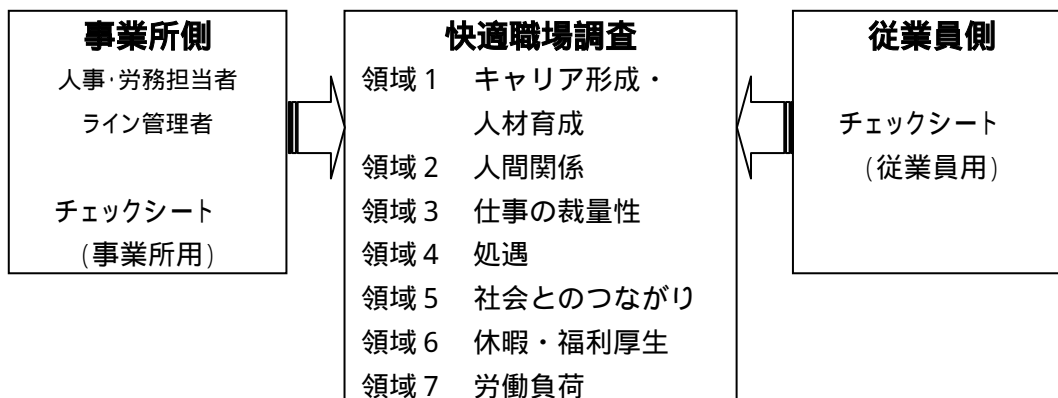 事業所側
人事・労務担当者
ライン管理者
チェックシート
(事業所用)
快適職場調査
領域1 キャリア形成・
人材育成
領域2 人間関係
領域3 仕事の裁量性
領域4 処遇
領域5 社会とのつながり
領域6 休暇・福利厚生
領域7 労働負荷
従業員側
チェックシート
(従業員用)